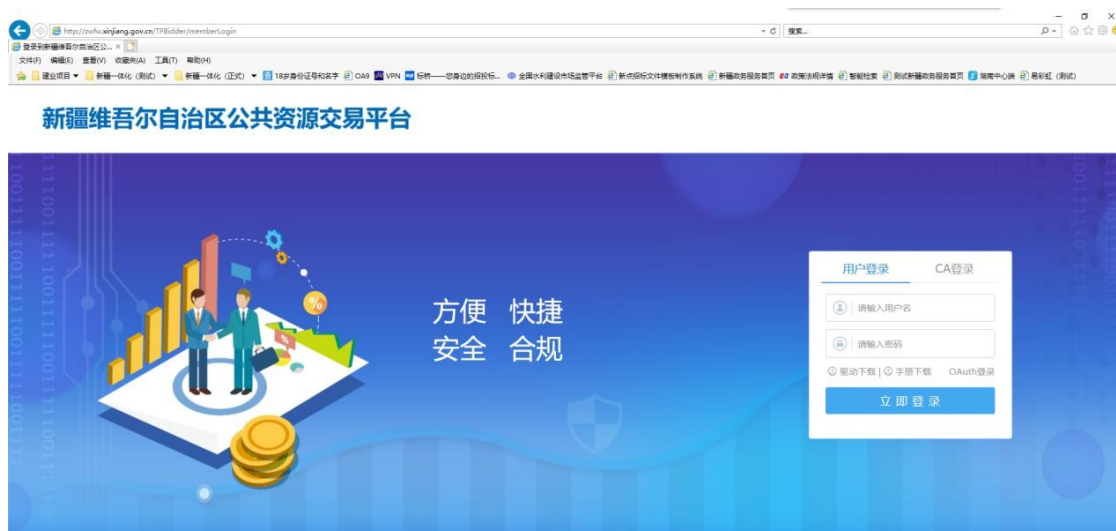 http://zwfw.xinjiang.gov.cn/TPBidder/memberLogin
搜索...
登录到新疆维吾尔自治区公... ×
文件(F) 编辑(E) 查看(V) 收藏夹(A) 工具(T) 帮助(H)
建业项目 新疆一体化（测试） 新疆一体化（正式） 18岁身份证号和名字 OA9 VPN 标桥——您身边的招投标... 全国水利建设市场监管平台 新点招标文件模板制作系统 新疆政务服务首页 政策法规详情 智能检索 测试新疆政务服务首页 湖南中心端 易彩虹（测试）
新疆维吾尔自治区公共资源交易平台
方便 快捷
安全 合规
用户登录 CA登录
请输入用户名
请输入密码
驱动下载 | 手册下载 OAuth登录
立即登录